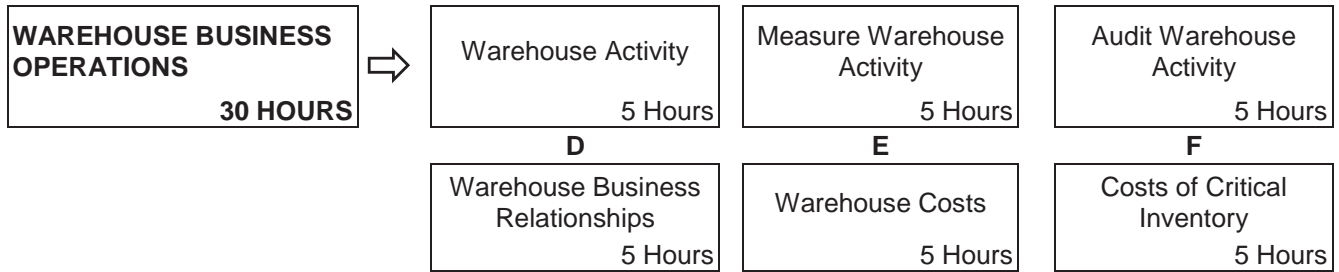 WAREHOUSE BUSINESS
OPERATIONS
30 HOURS
Warehouse Activity
5 Hours
Measure Warehouse
Activity
5 Hours
Audit Warehouse
Activity
5 Hours
D
E
F
Warehouse Business
Relationships
5 Hours
Warehouse Costs
5 Hours
Costs of Critical
Inventory
5 Hours